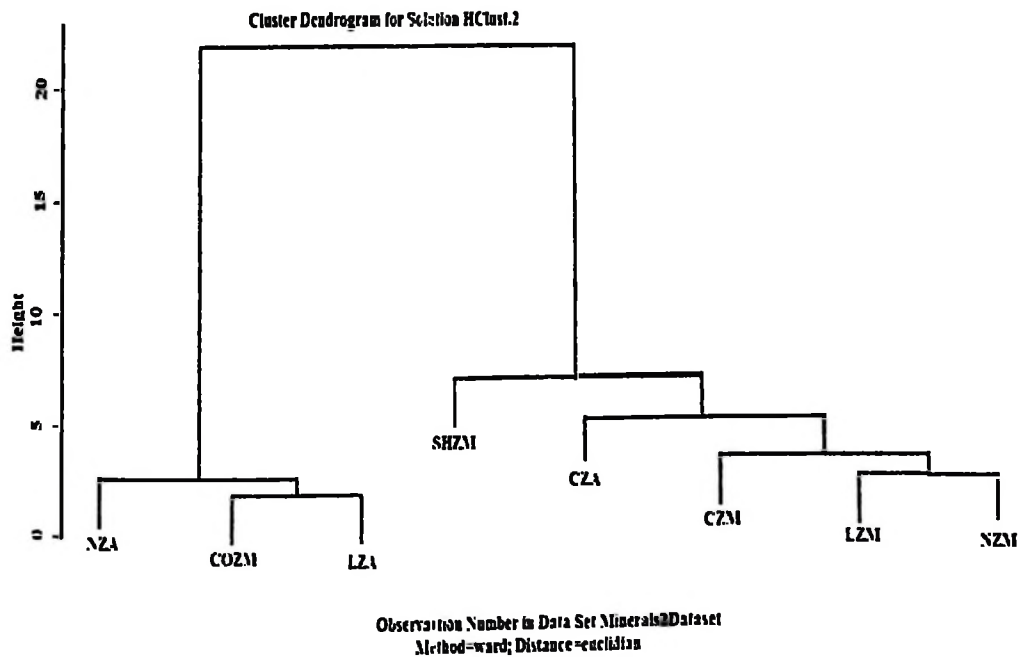 Cluster Dendrogram for Solution HClust.2
Height
20
15
10
5
0
SHZM
CZA
CZM
LZM
NZM
NZA
COZM
LZA
Observation Number in Data Set Minerals2Dataset
Method=ward; Distance=euclidian